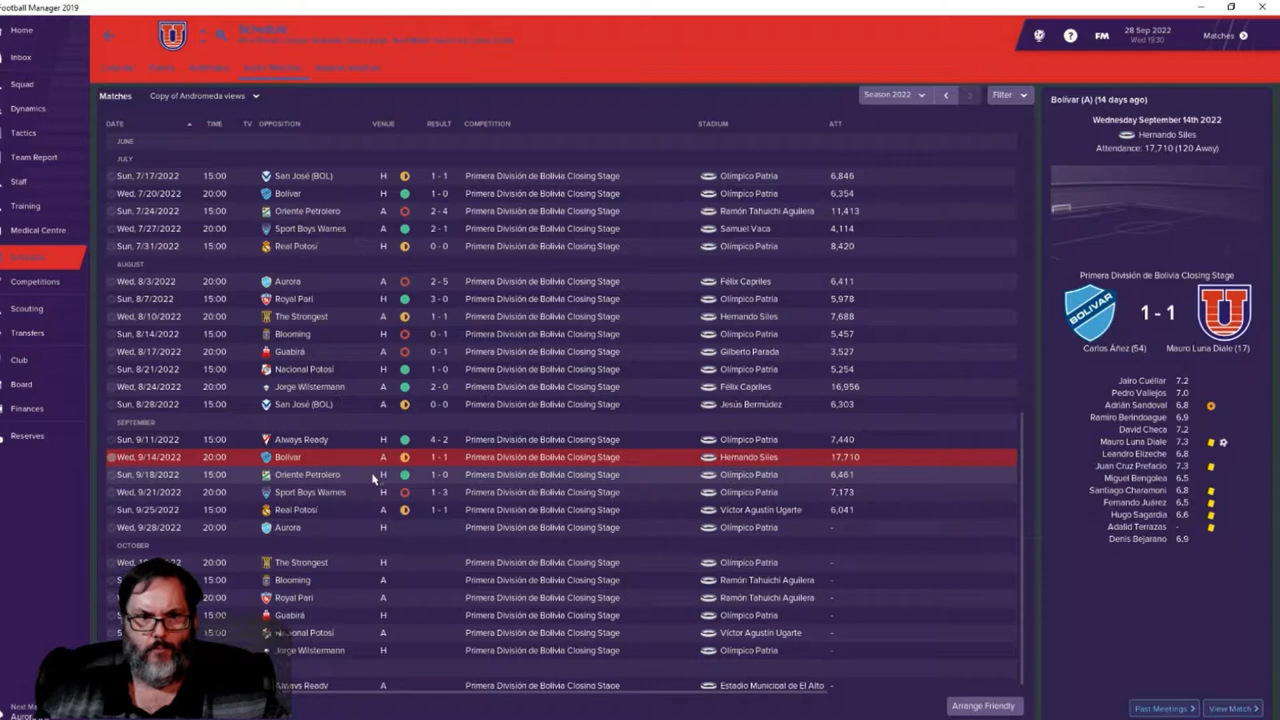 Football Manager 2019
Home
Inbox
Squad
Dynamics
Tactics
Team Report
Staff
Training
Medical Centre
Competitions
Scouting
Transfers
Club
Board
Finances
Reserves
Schedule
28 Sep 2022
Wed 19:30
FM
Matches
Matches
Copy of Andromeda views
Season 2022
Filter
DATE TIME TV OPPOSITION VENUE RESULT COMPETITION STADIUM ATT
JUNE
JULY
Sun, 7/17/2022 15:00 San José (BOL) H 1 - 1 Primera División de Bolivia Closing Stage Olímpico Patria 6,846
Wed, 7/20/2022 20:00 Bolívar H 1 - 0 Primera División de Bolivia Closing Stage Olímpico Patria 6,354
Sun, 7/24/2022 15:00 Oriente Petrolero A 2 - 4 Primera División de Bolivia Closing Stage Ramón Tahuichi Aguilera 11,413
Wed, 7/27/2022 20:00 Sport Boys Warnes A 2 - 1 Primera División de Bolivia Closing Stage Samuel Vaca 4,114
Sun, 7/31/2022 15:00 Real Potosí H 0 - 0 Primera División de Bolivia Closing Stage Olímpico Patria 8,420
AUGUST
Wed, 8/3/2022 20:00 Aurora A 2 - 5 Primera División de Bolivia Closing Stage Félix Capriles 6,411
Sun, 8/7/2022 15:00 Royal Pari H 3 - 0 Primera División de Bolivia Closing Stage Olímpico Patria 5,978
Wed, 8/10/2022 20:00 The Strongest A 1 - 1 Primera División de Bolivia Closing Stage Hernando Siles 7,688
Sun, 8/14/2022 15:00 Blooming H 0 - 1 Primera División de Bolivia Closing Stage Olímpico Patria 5,457
Wed, 8/17/2022 20:00 Guabirá A 0 - 1 Primera División de Bolivia Closing Stage Gilberto Parada 3,527
Sun, 8/21/2022 15:00 Nacional Potosí H 1 - 0 Primera División de Bolivia Closing Stage Olímpico Patria 5,254
Wed, 8/24/2022 20:00 Jorge Wilstermann A 2 - 0 Primera División de Bolivia Closing Stage Félix Capriles 16,956
Sun, 8/28/2022 15:00 San José (BOL) A 0 - 0 Primera División de Bolivia Closing Stage Jesús Bermúdez 6,303
SEPTEMBER
Sun, 9/11/2022 15:00 Always Ready H 4 - 2 Primera División de Bolivia Closing Stage Olímpico Patria 7,440
Wed, 9/14/2022 20:00 Bolívar A 1 - 1 Primera División de Bolivia Closing Stage Hernando Siles 17,710
Sun, 9/18/2022 15:00 Oriente Petrolero H 1 - 0 Primera División de Bolivia Closing Stage Olímpico Patria 6,461
Wed, 9/21/2022 20:00 Sport Boys Warnes H 1 - 3 Primera División de Bolivia Closing Stage Olímpico Patria 7,173
Sun, 9/25/2022 15:00 Real Potosí A 1 - 1 Primera División de Bolivia Closing Stage Víctor Agustín Ugarte 6,041
Wed, 9/28/2022 20:00 Aurora H Primera División de Bolivia Closing Stage Olímpico Patria -
OCTOBER
Wed, 20:00 The Strongest H Primera División de Bolivia Closing Stage Olímpico Patria -
15:00 Blooming A Primera División de Bolivia Closing Stage Ramón Tahuichi Aguilera -
20:00 Royal Pari A Primera División de Bolivia Closing Stage Ramón Tahuichi Aguilera -
15:00 Guabirá H Primera División de Bolivia Closing Stage Olímpico Patria -
15:00 Nacional Potosí A Primera División de Bolivia Closing Stage Víctor Agustín Ugarte -
Jorge Wilstermann H Primera División de Bolivia Closing Stage Olímpico Patria -
Always Ready A Primera División de Bolivia Closing Stage Estadio Municipal de El Alto -
Arrange Friendly
Bolívar (A) (14 days ago)
Wednesday September 14th 2022
Hernando Siles
Attendance: 17,710 (120 Away)
Primera División de Bolivia Closing Stage
BOLIVAR
1 - 1
U
Carlos Áñez (54) Mauro Luna Diale (17)
Jairo Cuéllar 7.2
Pedro Vallejos 7.0
Adrián Sandoval 6.8
Ramiro Berindoague 6.9
David Checa 7.2
Mauro Luna Diale 7.3
Leandro Elizeche 6.8
Juan Cruz Prefacio 7.3
Miguel Bengolea 6.5
Santiago Charamoni 6.8
Fernando Juárez 6.5
Hugo Sagardia 6.6
Adalid Terrazas -
Denis Bejarano 6.9
Past Meetings
View Match